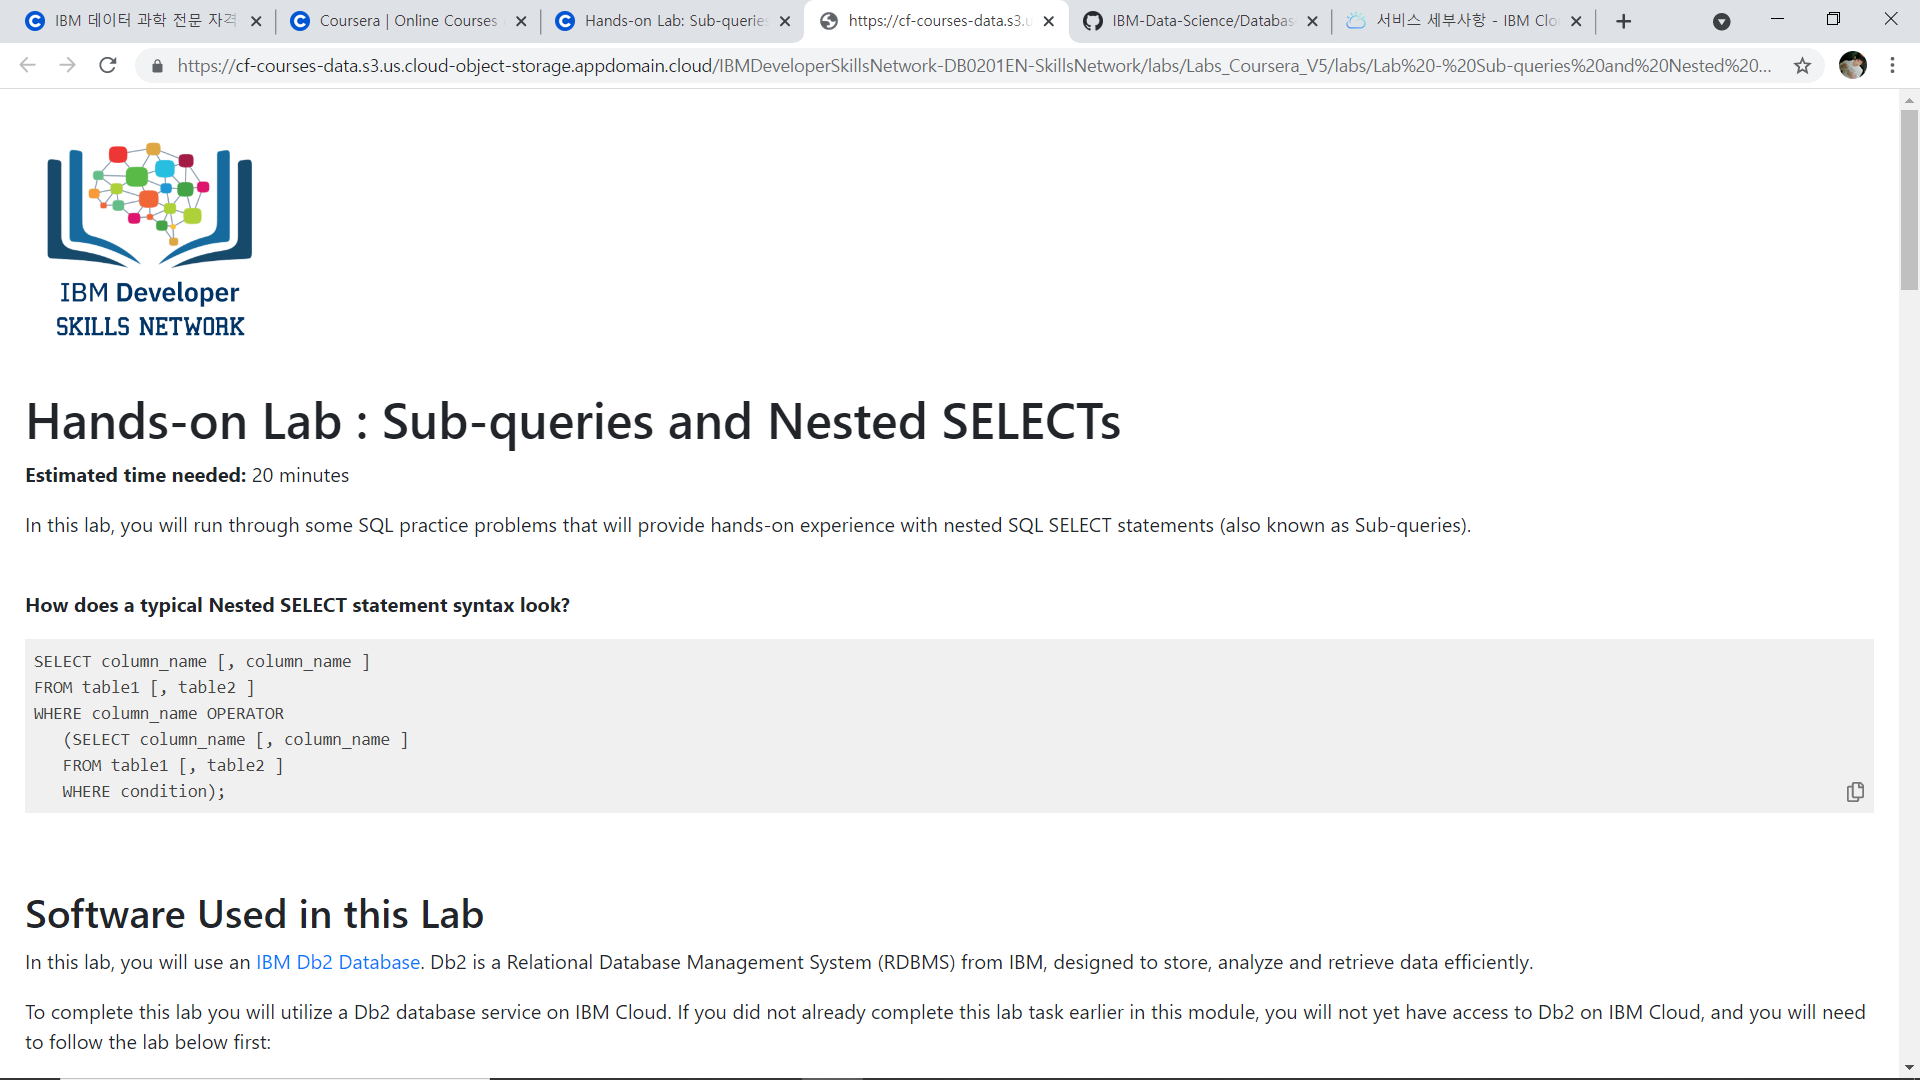 IBM 데이터 과학 전문 자격
Coursera | Online Courses
Hands-on Lab: Sub-queries
https://cf-courses-data.s3.u
IBM-Data-Science/Databas
서비스 세부사항 - IBM Clo
https://cf-courses-data.s3.us.cloud-object-storage.appdomain.cloud/IBMDeveloperSkillsNetwork-DB0201EN-SkillsNetwork/labs/Labs_Coursera_V5/labs/Lab%20-%20Sub-queries%20and%20Nested%20...
IBM Developer
SKILLS NETWORK
Hands-on Lab : Sub-queries and Nested SELECTs
Estimated time needed: 20 minutes
In this lab, you will run through some SQL practice problems that will provide hands-on experience with nested SQL SELECT statements (also known as Sub-queries).
How does a typical Nested SELECT statement syntax look?
SELECT column_name [, column_name ]
FROM table1 [, table2 ]
WHERE column_name OPERATOR
(SELECT column_name [, column_name ]
FROM table1 [, table2 ]
WHERE condition);
Software Used in this Lab
In this lab, you will use an IBM Db2 Database. Db2 is a Relational Database Management System (RDBMS) from IBM, designed to store, analyze and retrieve data efficiently.
To complete this lab you will utilize a Db2 database service on IBM Cloud. If you did not already complete this lab task earlier in this module, you will not yet have access to Db2 on IBM Cloud, and you will need
to follow the lab below first: